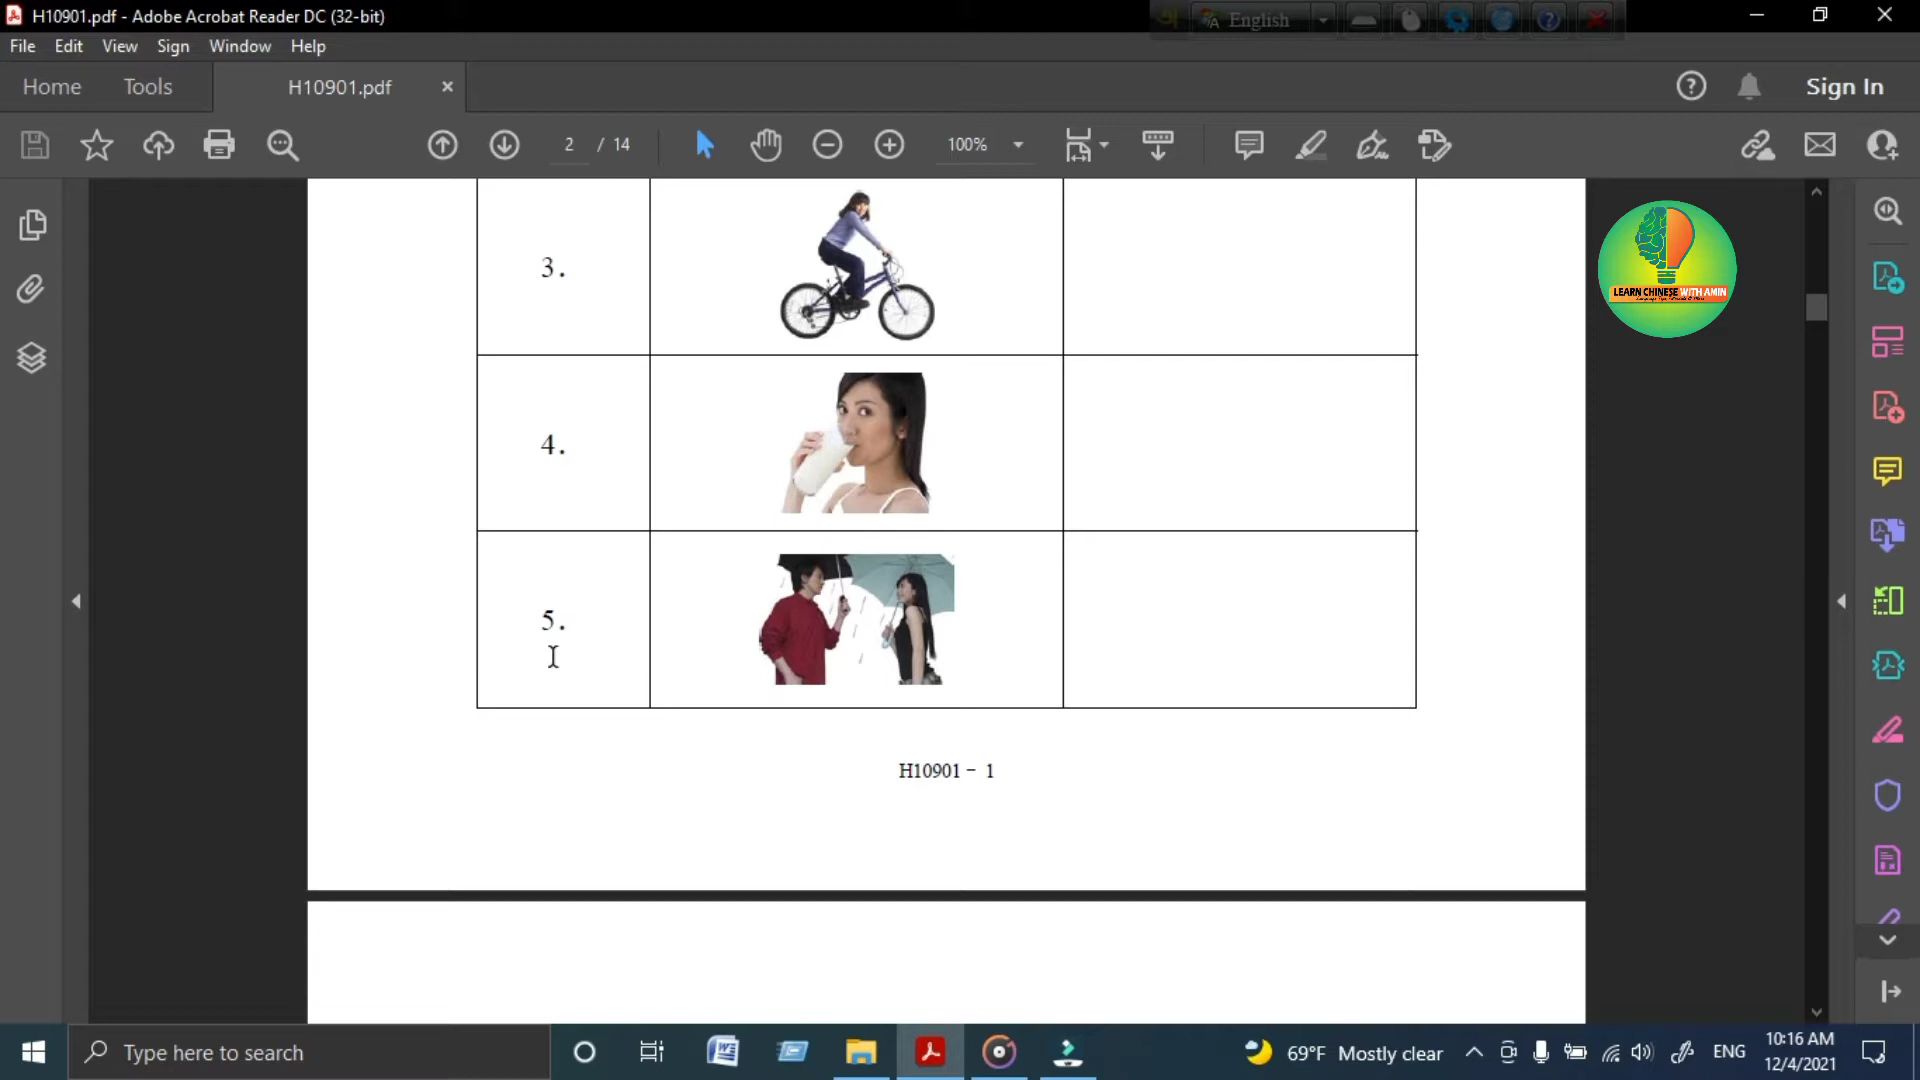 H10901.pdf - Adobe Acrobat Reader DC (32-bit)
English
File Edit View Sign Window Help
Home Tools H10901.pdf Sign In
2 / 14 100%
3.
LEARN CHINESE WITH AMIN
4.
5.
H10901 - 1
Type here to search
69°F Mostly clear ENG 10:16 AM
12/4/2021